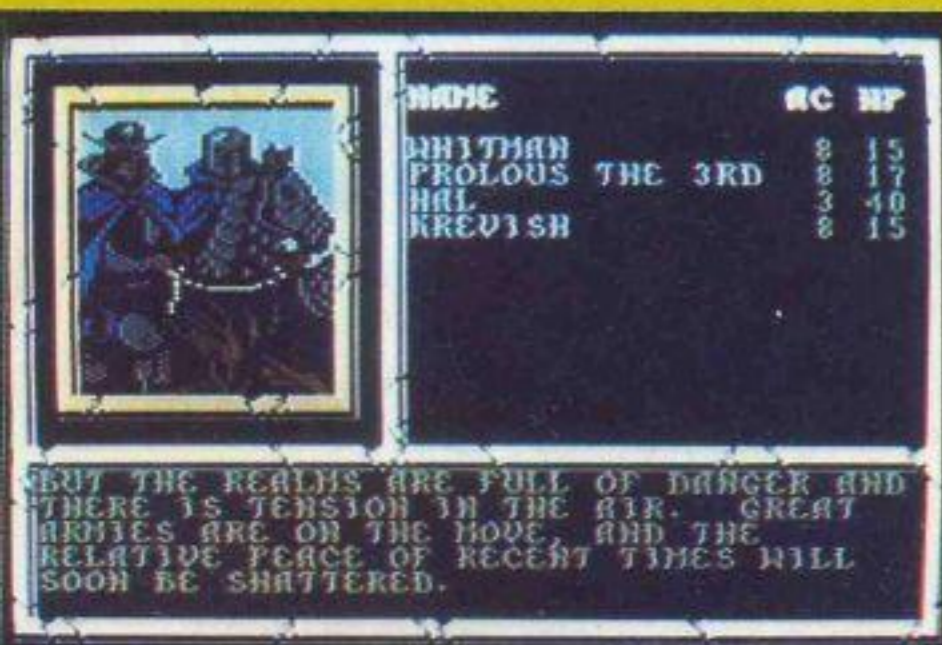 NAME AC HP
WHITMAN 8 15
PROLOUS THE 3RD 8 17
HAL 3 40
KREVISH 8 15
BUT THE REALMS ARE FULL OF DANGER AND
THERE IS TENSION IN THE AIR. GREAT
ARMIES ARE ON THE MOVE, AND THE
RELATIVE PEACE OF RECENT TIMES WILL
SOON BE SHATTERED.